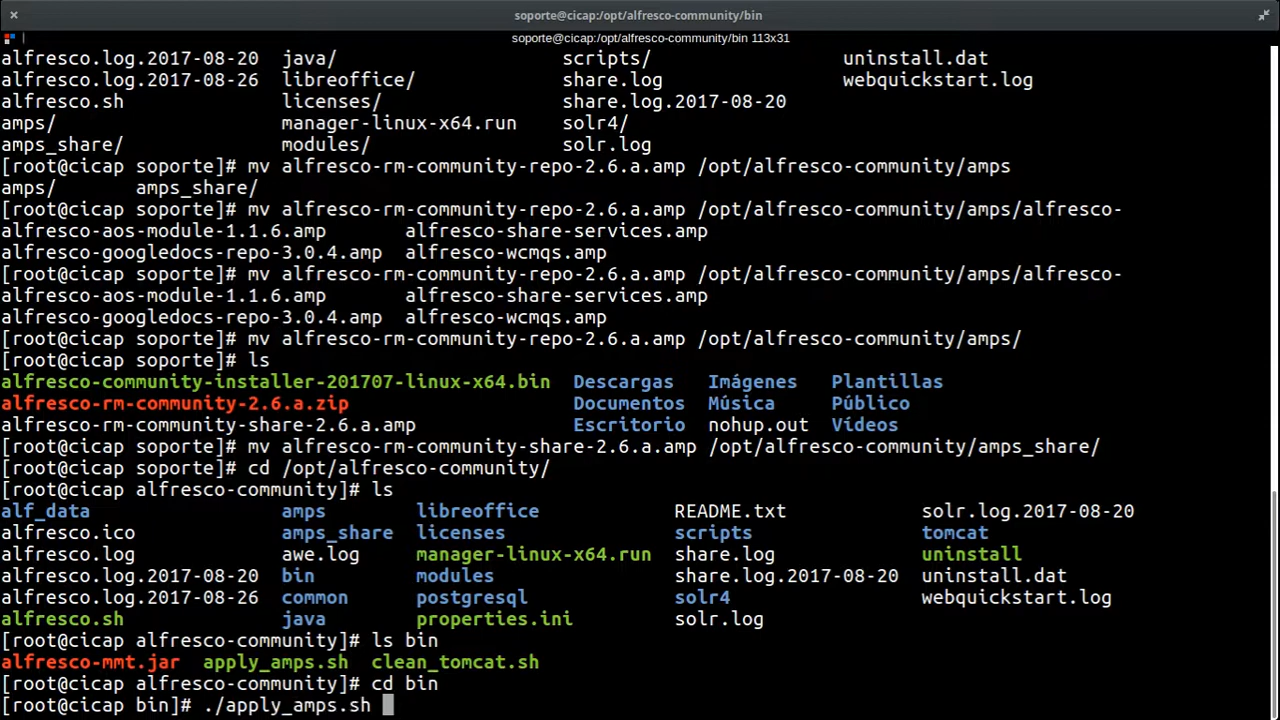 soporte@cicap:/opt/alfresco-community/bin
soporte@cicap:/opt/alfresco-community/bin 113x31
alfresco.log.2017-08-20 java/ scripts/ uninstall.dat
alfresco.log.2017-08-26 libreoffice/ share.log webquickstart.log
alfresco.sh licenses/ share.log.2017-08-20
amps/ manager-linux-x64.run solr4/
amps_share/ modules/ solr.log
[root@cicap soporte]# mv alfresco-rm-community-repo-2.6.a.amp /opt/alfresco-community/amps
amps/ amps_share/
[root@cicap soporte]# mv alfresco-rm-community-repo-2.6.a.amp /opt/alfresco-community/amps/alfresco-
alfresco-aos-module-1.1.6.amp alfresco-share-services.amp
alfresco-googledocs-repo-3.0.4.amp alfresco-wcmqs.amp
[root@cicap soporte]# mv alfresco-rm-community-repo-2.6.a.amp /opt/alfresco-community/amps/alfresco-
alfresco-aos-module-1.1.6.amp alfresco-share-services.amp
alfresco-googledocs-repo-3.0.4.amp alfresco-wcmqs.amp
[root@cicap soporte]# mv alfresco-rm-community-repo-2.6.a.amp /opt/alfresco-community/amps/
[root@cicap soporte]# ls
alfresco-community-installer-201707-linux-x64.bin Descargas Imágenes Plantillas
alfresco-rm-community-2.6.a.zip Documentos Música Público
alfresco-rm-community-share-2.6.a.amp Escritorio nohup.out Vídeos
[root@cicap soporte]# mv alfresco-rm-community-share-2.6.a.amp /opt/alfresco-community/amps_share/
[root@cicap soporte]# cd /opt/alfresco-community/
[root@cicap alfresco-community]# ls
alf_data amps libreoffice README.txt solr.log.2017-08-20
alfresco.ico amps_share licenses scripts tomcat
alfresco.log awe.log manager-linux-x64.run share.log uninstall
alfresco.log.2017-08-20 bin modules share.log.2017-08-20 uninstall.dat
alfresco.log.2017-08-26 common postgresql solr4 webquickstart.log
alfresco.sh java properties.ini solr.log
[root@cicap alfresco-community]# ls bin
alfresco-mmt.jar apply_amps.sh clean_tomcat.sh
[root@cicap alfresco-community]# cd bin
[root@cicap bin]# ./apply_amps.sh